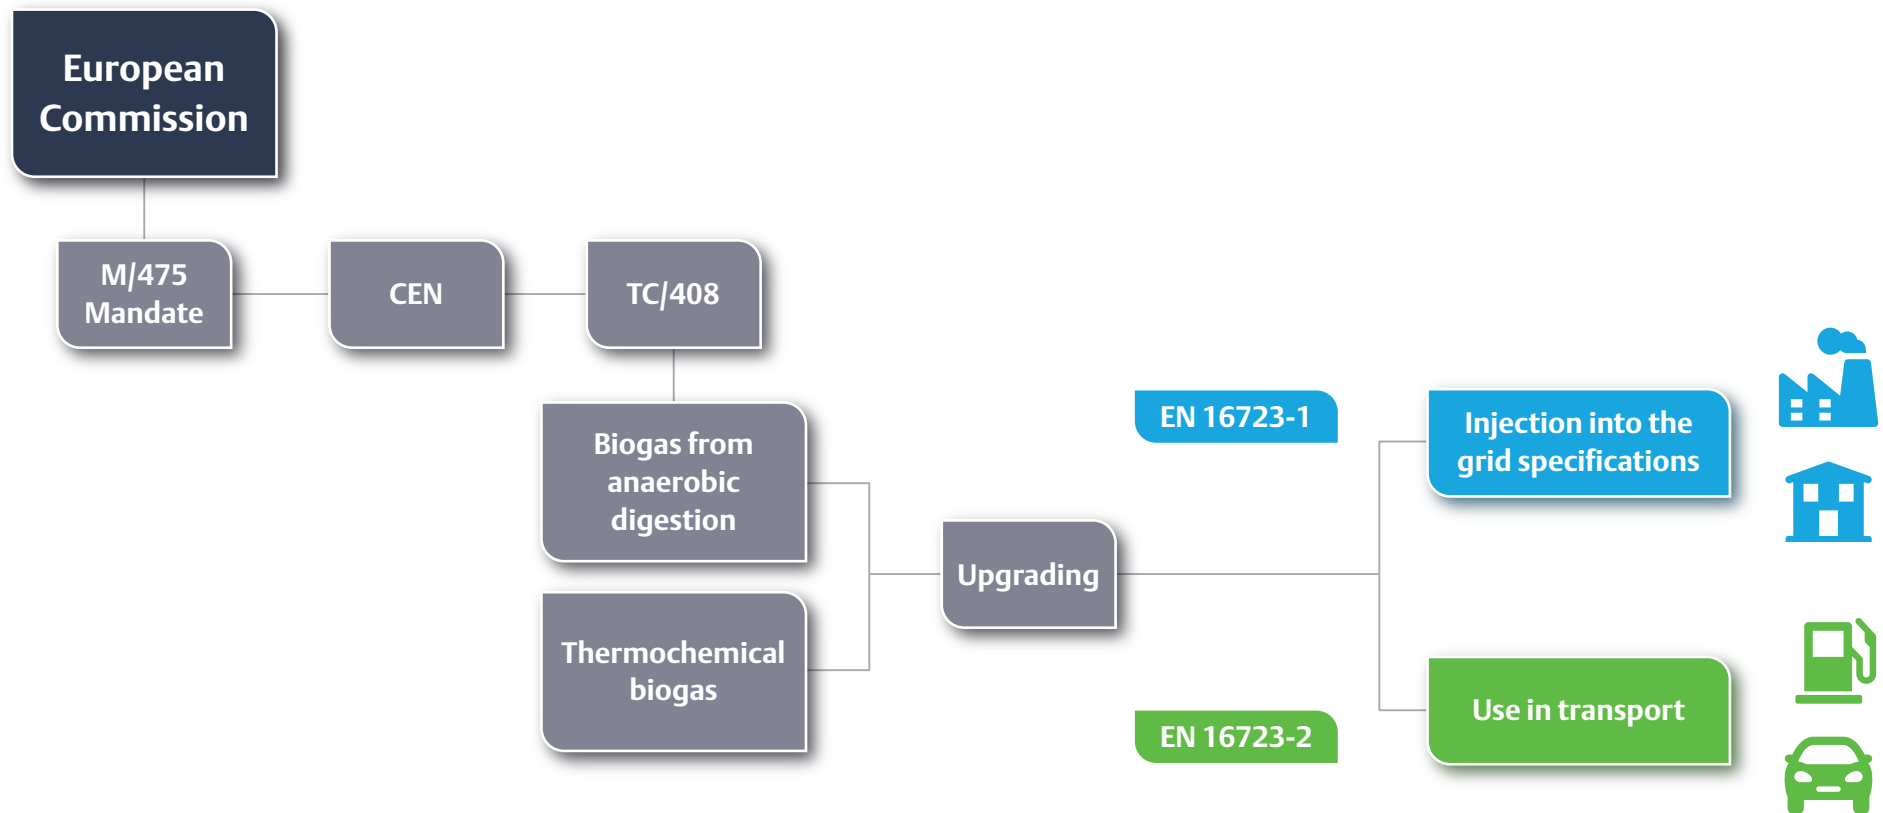 European
Commission
M/475
Mandate
CEN
TC/408
Biogas from
anaerobic
digestion
Thermochemical
biogas
Upgrading
EN 16723-1
Injection into the
grid specifications
EN 16723-2
Use in transport